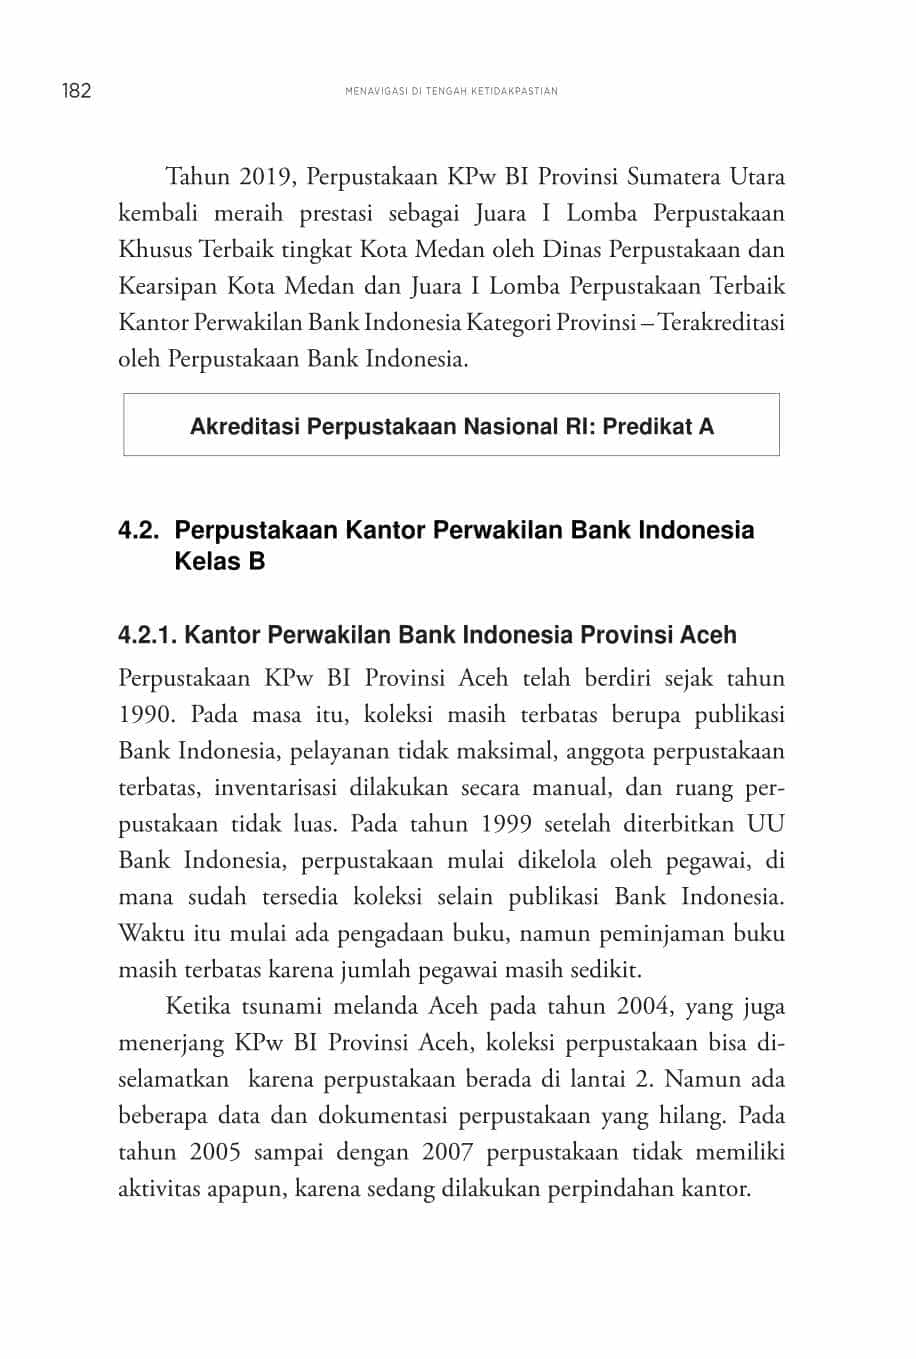 182
MENAVIGASI DI TENGAH KETIDAKPASTIAN
Tahun 2019, Perpustakaan KPw BI Provinsi Sumatera Utara
kembali meraih prestasi sebagai Juara I Lomba Perpustakaan
Khusus Terbaik tingkat Kota Medan oleh Dinas Perpustakaan dan
Kearsipan Kota Medan dan Juara I Lomba Perpustakaan Terbaik
Kantor Perwakilan Bank Indonesia Kategori Provinsi – Terakreditasi
oleh Perpustakaan Bank Indonesia.
Akreditasi Perpustakaan Nasional RI: Predikat A
4.2. Perpustakaan Kantor Perwakilan Bank Indonesia
Kelas B
4.2.1. Kantor Perwakilan Bank Indonesia Provinsi Aceh
Perpustakaan KPw BI Provinsi Aceh telah berdiri sejak tahun
1990. Pada masa itu, koleksi masih terbatas berupa publikasi
Bank Indonesia, pelayanan tidak maksimal, anggota perpustakaan
terbatas, inventarisasi dilakukan secara manual, dan ruang per-
pustakaan tidak luas. Pada tahun 1999 setelah diterbitkan UU
Bank Indonesia, perpustakaan mulai dikelola oleh pegawai, di
mana sudah tersedia koleksi selain publikasi Bank Indonesia.
Waktu itu mulai ada pengadaan buku, namun peminjaman buku
masih terbatas karena jumlah pegawai masih sedikit.
Ketika tsunami melanda Aceh pada tahun 2004, yang juga
menerjang KPw BI Provinsi Aceh, koleksi perpustakaan bisa di-
selamatkan karena perpustakaan berada di lantai 2. Namun ada
beberapa data dan dokumentasi perpustakaan yang hilang. Pada
tahun 2005 sampai dengan 2007 perpustakaan tidak memiliki
aktivitas apapun, karena sedang dilakukan perpindahan kantor.